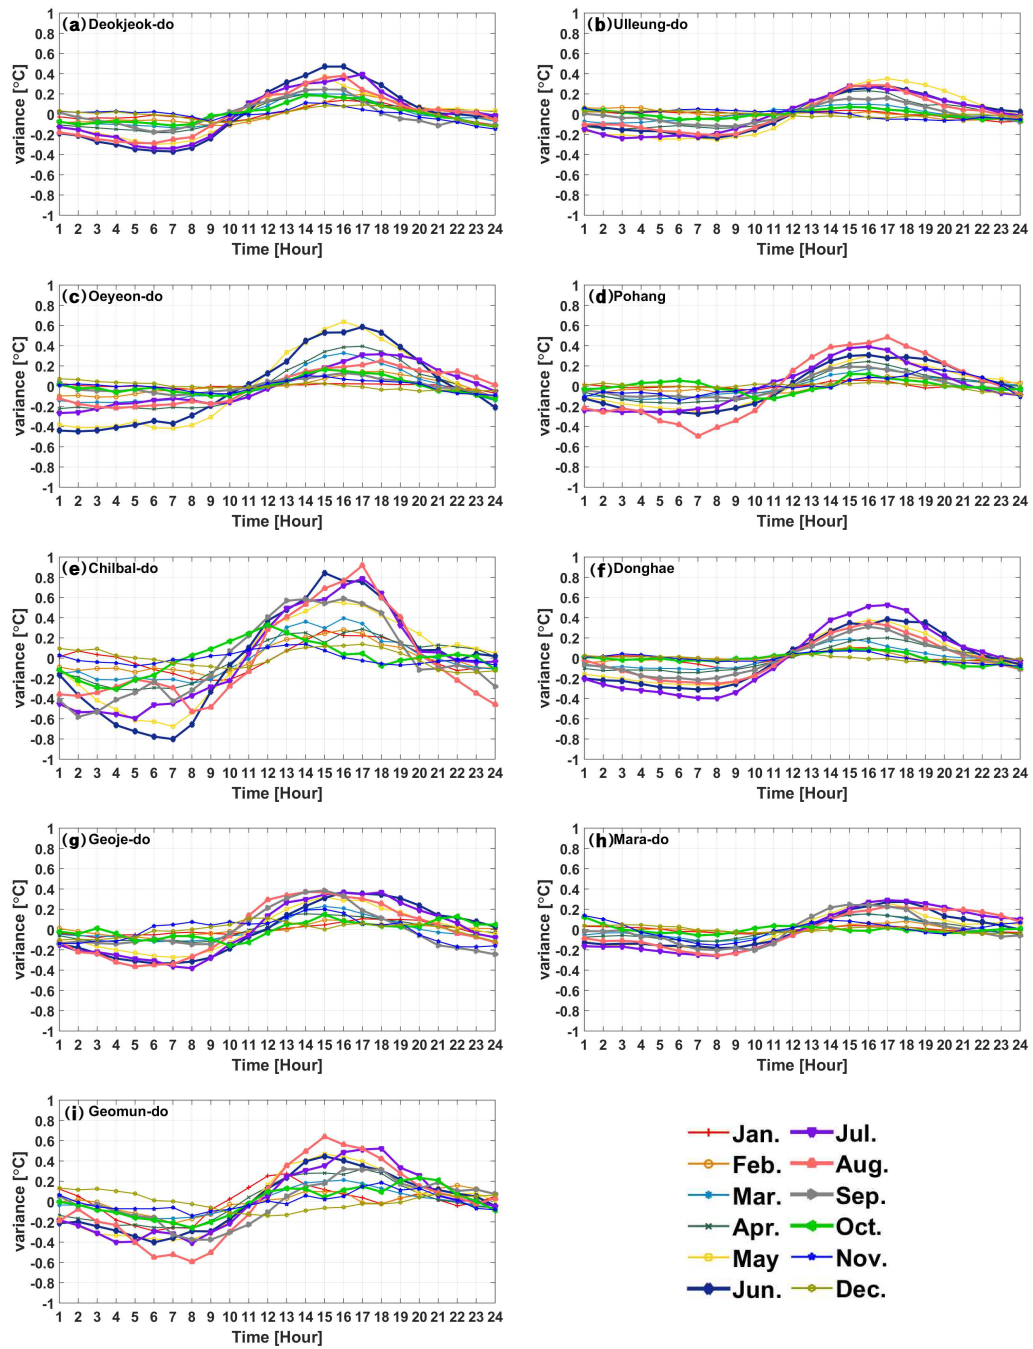 (a) Deokjeok-do
1
0.8
0.6
0.4
0.2
0
-0.2
-0.4
-0.6
-0.8
-1
variance [°C]
1 2 3 4 5 6 7 8 9 10 11 12 13 14 15 16 17 18 19 20 21 22 23 24
Time [Hour]
(b) Ulleung-do
1
0.8
0.6
0.4
0.2
0
-0.2
-0.4
-0.6
-0.8
-1
variance [°C]
1 2 3 4 5 6 7 8 9 10 11 12 13 14 15 16 17 18 19 20 21 22 23 24
Time [Hour]
(c) Oeyeon-do
1
0.8
0.6
0.4
0.2
0
-0.2
-0.4
-0.6
-0.8
-1
variance [°C]
1 2 3 4 5 6 7 8 9 10 11 12 13 14 15 16 17 18 19 20 21 22 23 24
Time [Hour]
(d) Pohang
1
0.8
0.6
0.4
0.2
0
-0.2
-0.4
-0.6
-0.8
-1
variance [°C]
1 2 3 4 5 6 7 8 9 10 11 12 13 14 15 16 17 18 19 20 21 22 23 24
Time [Hour]
(e) Chilbal-do
1
0.8
0.6
0.4
0.2
0
-0.2
-0.4
-0.6
-0.8
-1
variance [°C]
1 2 3 4 5 6 7 8 9 10 11 12 13 14 15 16 17 18 19 20 21 22 23 24
Time [Hour]
(f) Donghae
1
0.8
0.6
0.4
0.2
0
-0.2
-0.4
-0.6
-0.8
-1
variance [°C]
1 2 3 4 5 6 7 8 9 10 11 12 13 14 15 16 17 18 19 20 21 22 23 24
Time [Hour]
(g) Geoje-do
1
0.8
0.6
0.4
0.2
0
-0.2
-0.4
-0.6
-0.8
-1
variance [°C]
1 2 3 4 5 6 7 8 9 10 11 12 13 14 15 16 17 18 19 20 21 22 23 24
Time [Hour]
(h) Mara-do
1
0.8
0.6
0.4
0.2
0
-0.2
-0.4
-0.6
-0.8
-1
variance [°C]
1 2 3 4 5 6 7 8 9 10 11 12 13 14 15 16 17 18 19 20 21 22 23 24
Time [Hour]
(i) Geomun-do
1
0.8
0.6
0.4
0.2
0
-0.2
-0.4
-0.6
-0.8
-1
variance [°C]
1 2 3 4 5 6 7 8 9 10 11 12 13 14 15 16 17 18 19 20 21 22 23 24
Time [Hour]
Jan. Jul.
Feb. Aug.
Mar. Sep.
Apr. Oct.
May Nov.
Jun. Dec.